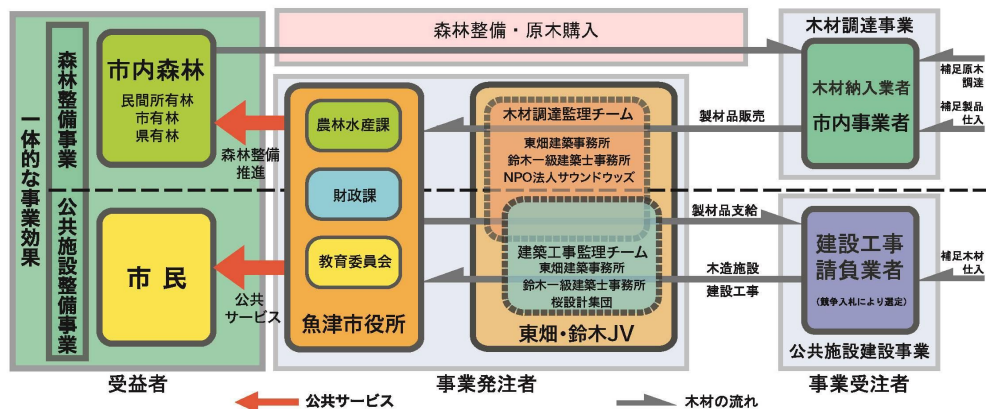 一体的な事業効果
森林整備事業
公共施設整備事業
市内森林
民間所有林
市有林
県有林
市民
受益者
森林整備
推進
公共
サービス
森林整備・原木購入
農林水産課
財政課
教育委員会
魚津市役所
木材調達監理チーム
東畑建築事務所
鈴木一級建築士事務所
NPO法人サウンドウッズ
建築工事監理チーム
東畑建築事務所
鈴木一級建築士事務所
桜設計集団
東畑・鈴木JV
事業発注者
製材品販売
製材品支給
木造施設
建設工事
木材調達事業
木材納入業者
市内事業者
補足原木
調達
補足製品
仕入
建設工事
請負業者
(競争入札により選定)
補足木材
仕入
公共施設建設事業
事業受注者
公共サービス
木材の流れ